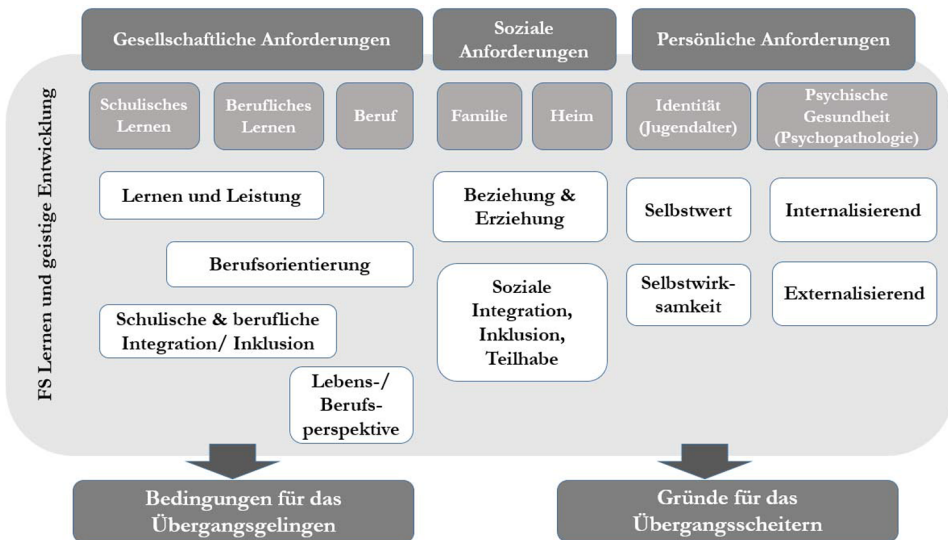 Gesellschaftliche Anforderungen
Soziale
Anforderungen
Persönliche Anforderungen
FS Lernen und geistige Entwicklung
Schulisches
Lernen
Berufliches
Lernen
Beruf
Familie
Heim
Identität
(Jugendalter)
Psychische
Gesundheit
(Psychopathologie)
Lernen und Leistung
Beziehung &
Erziehung
Selbstwert
Internalisierend
Berufsorientierung
Soziale
Integration,
Inklusion,
Teilhabe
Selbstwirk-
samkeit
Externalisierend
Schulische & berufliche
Integration/ Inklusion
Lebens-/
Berufs-
perspektive
Bedingungen für das
Übergangsgelingen
Gründe für das
Übergangsscheitern